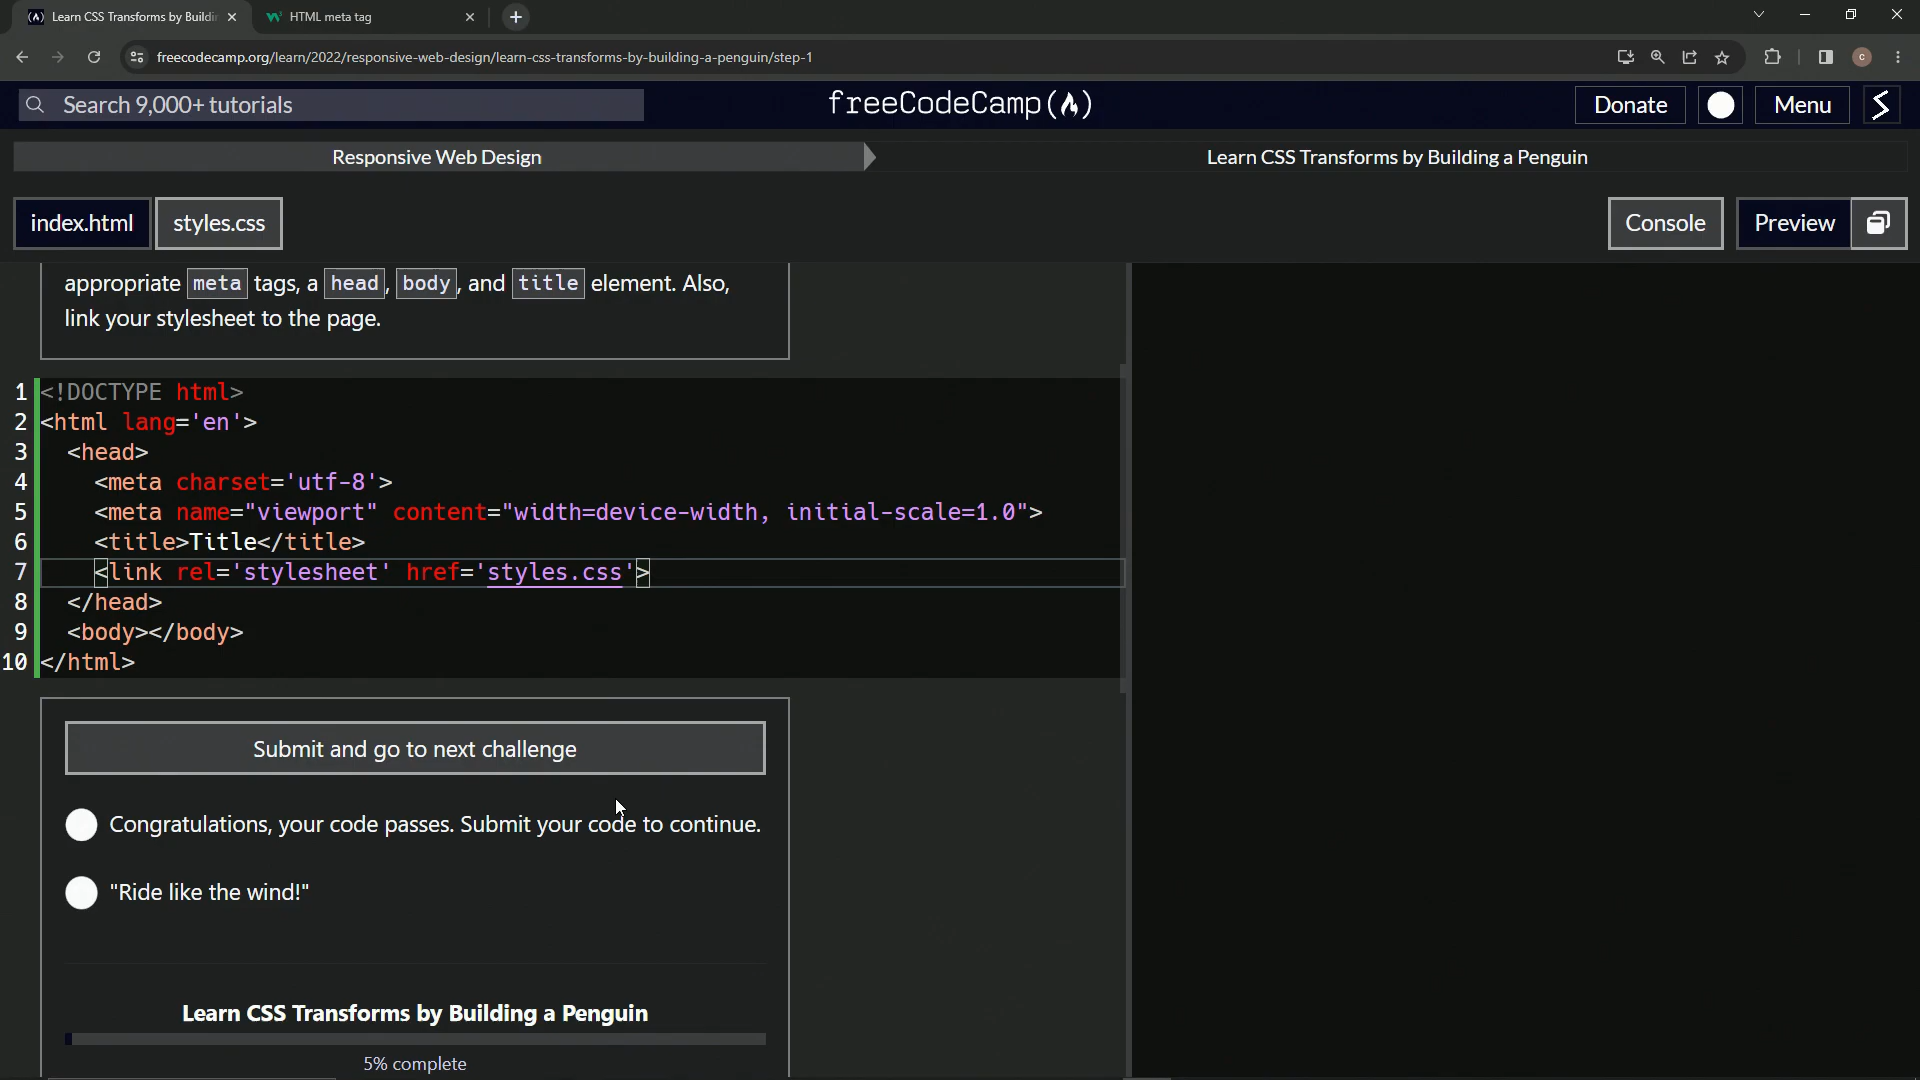 Learn CSS Transforms by Buildi
HTML meta tag
freecodecamp.org/learn/2022/responsive-web-design/learn-css-transforms-by-building-a-penguin/step-1
C
Search 9,000+ tutorials
freeCodeCamp
Donate
Menu
Responsive Web Design
Learn CSS Transforms by Building a Penguin
index.html
styles.css
Console
Preview
appropriate meta tags, a head, body, and title element. Also,
link your stylesheet to the page.
1 <!DOCTYPE html>
2 <html lang='en'>
3   <head>
4     <meta charset='utf-8'>
5     <meta name="viewport" content="width=device-width, initial-scale=1.0">
6     <title>Title</title>
7     <link rel='stylesheet' href='styles.css'>
8   </head>
9   <body></body>
10 </html>
Submit and go to next challenge
Congratulations, your code passes. Submit your code to continue.
"Ride like the wind!"
Learn CSS Transforms by Building a Penguin
5% complete